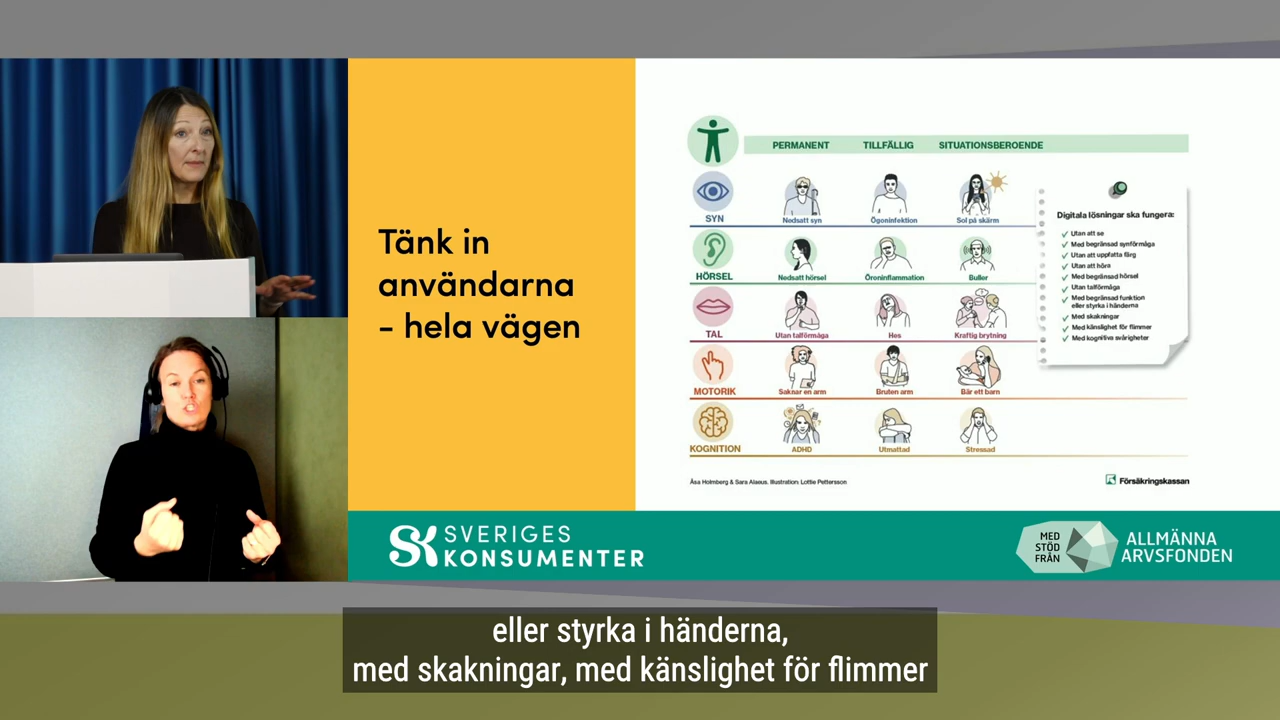 Tänk in
användarna
- hela vägen
PERMANENT TILLFÄLLIG SITUATIONSBEROENDE
SYN
Nedsatt syn
Ögoninfektion
Sol på skärm
HÖRSEL
Nedsatt hörsel
Öroninflammation
Buller
TAL
Utan talförmåga
Hes
Kraftig brytning
MOTORIK
Saknar en arm
Bruten arm
Bär ett barn
KOGNITION
ADHD
Utmattad
Stressad
Digitala lösningar ska fungera:
Utan att se
Med begränsad synförmåga
Utan att uppfatta färg
Utan att höra
Med begränsad hörsel
Utan talförmåga
Med begränsad funktion
eller styrka i händerna
Med skakningar
Med känslighet för flimmer
Med kognitiva svårigheter
Åsa Holmberg & Sara Alaeus. Illustration: Lottie Pettersson
Försäkringskassan
SVERIGES
KONSUMENTER
MED
STÖD
FRÅN
ALLMÄNNA
ARVSFONDEN
eller styrka i händerna,
med skakningar, med känslighet för flimmer